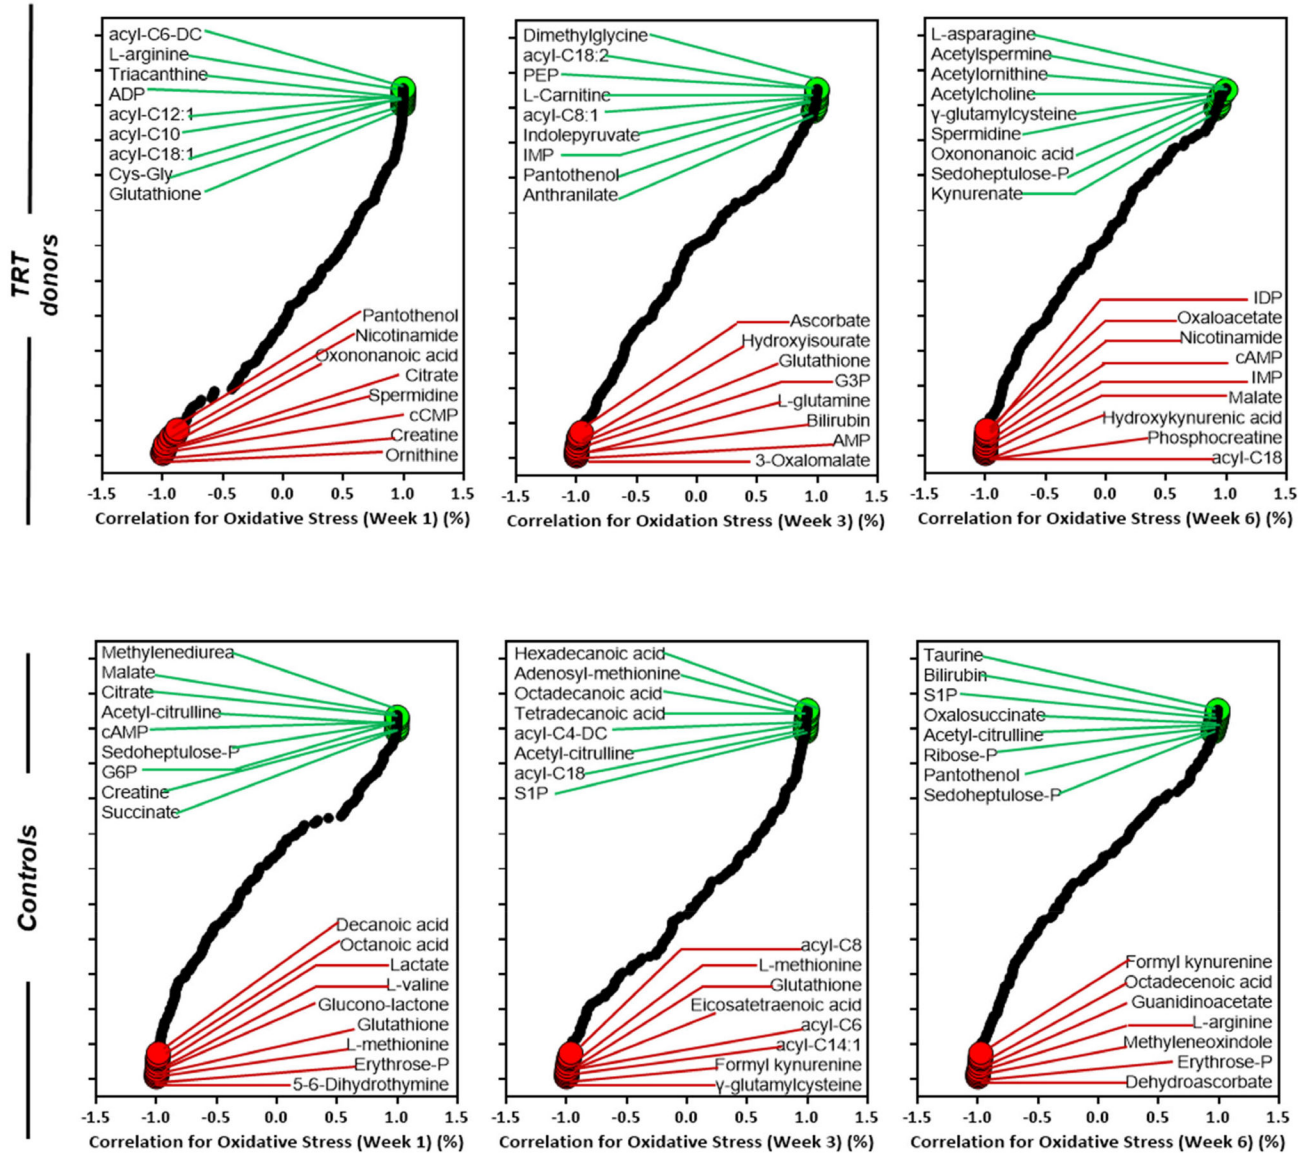 TRT
donors
acyl-C6-DC
L-arginine
Triacanthine
ADP
acyl-C12:1
acyl-C10
acyl-C18:1
Cys-Gly
Glutathione
Pantothenol
Nicotinamide
Oxononanoic acid
Citrate
Spermidine
cCMP
Creatine
Ornithine
-1.5 -1.0 -0.5 0.0 0.5 1.0 1.5
Correlation for Oxidative Stress (Week 1) (%)
Dimethylglycine
acyl-C18:2
PEP
L-Carnitine
acyl-C8:1
Indolepyruvate
IMP
Pantothenol
Anthranilate
Ascorbate
Hydroxyisourate
Glutathione
G3P
L-glutamine
Bilirubin
AMP
3-Oxalomalate
-1.5 -1.0 -0.5 0.0 0.5 1.0 1.5
Correlation for Oxidation Stress (Week 3) (%)
L-asparagine
Acetylspermine
Acetylornithine
Acetylcholine
γ-glutamylcysteine
Spermidine
Oxononanoic acid
Sedoheptulose-P
Kynurenate
IDP
Oxaloacetate
Nicotinamide
cAMP
IMP
Malate
Hydroxykynurenic acid
Phosphocreatine
acyl-C18
-1.5 -1.0 -0.5 0.0 0.5 1.0 1.5
Correlation for Oxidative Stress (Week 6) (%)
Controls
Methylenediurea
Malate
Citrate
Acetyl-citrulline
cAMP
Sedoheptulose-P
G6P
Creatine
Succinate
Decanoic acid
Octanoic acid
Lactate
L-valine
Glucono-lactone
Glutathione
L-methionine
Erythrose-P
5-6-Dihydrothymine
-1.5 -1.0 -0.5 0.0 0.5 1.0 1.5
Correlation for Oxidative Stress (Week 1) (%)
Hexadecanoic acid
Adenosyl-methionine
Octadecanoic acid
Tetradecanoic acid
acyl-C4-DC
Acetyl-citrulline
acyl-C18
S1P
acyl-C8
L-methionine
Glutathione
Eicosatetraenoic acid
acyl-C6
acyl-C14:1
Formyl kynurenine
γ-glutamylcysteine
-1.5 -1.0 -0.5 0.0 0.5 1.0 1.5
Correlation for Oxidative Stress (Week 3) (%)
Taurine
Bilirubin
S1P
Oxalosuccinate
Acetyl-citrulline
Ribose-P
Pantothenol
Sedoheptulose-P
Formyl kynurenine
Octadecenoic acid
Guanidinoacetate
L-arginine
Methyleneoxindole
Erythrose-P
Dehydroascorbate
-1.5 -1.0 -0.5 0.0 0.5 1.0 1.5
Correlation for Oxidative Stress (Week 6) (%)